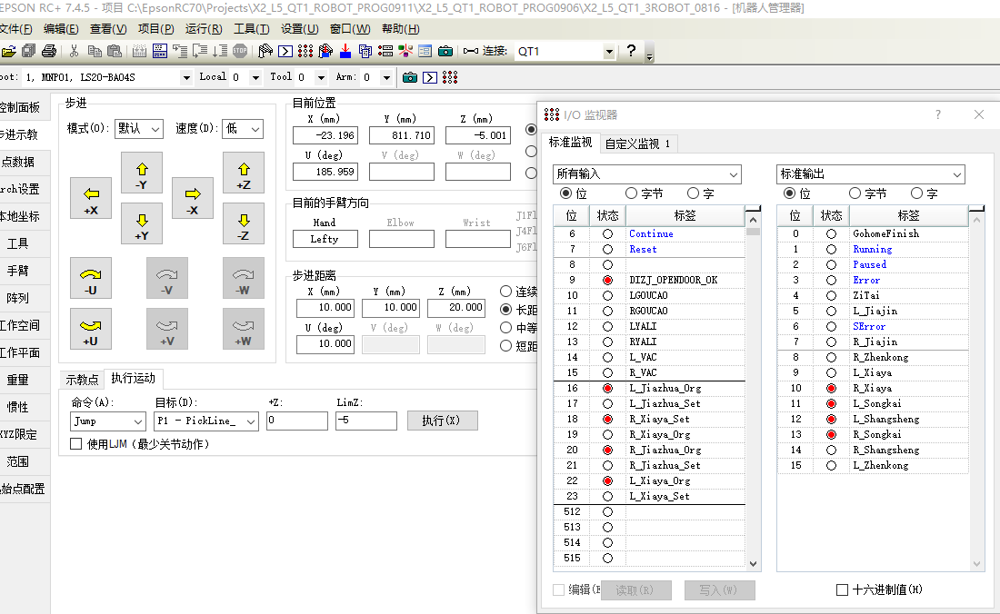 EPSON RC+ 7.4.5 - 项目 C:\EpsonRC70\Projects\X2_L5_QT1_ROBOT_PROG0911\X2_L5_QT1_ROBOT_PROG0906\X2_L5_QT1_3ROBOT_0816 - [机器人管理器]
文件(F) 编辑(E) 查看(V) 项目(P) 运行(R) 工具(T) 设置(U) 窗口(W) 帮助(H)
STOP 连接: QT1 ?
bot: 1, MNP01, LS20-BA04S Local 0 Tool 0 Arm: 0
控制面板
步进示教
点数据
rch设置
本地坐标
工具
手臂
阵列
工作空间
工作平面
重量
惯性
XYZ限定
范围
始点配置
步进
模式(O): 默认 速度(D): 低
-Y +Z
+X -X
+Y -Z
-U -V -W
+U +V +W
目前位置
X (mm) Y (mm) Z (mm)
-23.196 811.710 -5.001
U (deg) V (deg) W (deg)
185.959
目前的手臂方向
Hand Elbow Wrist
Lefty
J1Fl
J4Fl
J6Fl
步进距离
X (mm) Y (mm) Z (mm)
10.000 10.000 20.000
U (deg) V (deg) W (deg)
10.000
连续
长距
中等
短距
示教点 执行运动
命令(A): 目标(D): +Z: LimZ:
Jump P1 - PickLine_ 0 -5 执行(X)
使用LJM (最少关节动作)
I/O 监视器 ?
标准监视 自定义监视 1
所有输入
位 字节 字
位 状态 标签
6 Continue
7 Reset
8
9 DIZJ_OPENDOOR_OK
10 LGOUCAO
11 RGOUCAO
12 LYALI
13 RYALI
14 L_VAC
15 R_VAC
16 L_Jiazhua_Org
17 L_Jiazhua_Set
18 R_Xiaya_Set
19 R_Xiaya_Org
20 R_Jiazhua_Org
21 R_Jiazhua_Set
22 L_Xiaya_Org
23 L_Xiaya_Set
512
513
514
515
标准输出
位 字节 字
位 状态 标签
0 GohomeFinish
1 Running
2 Paused
3 Error
4 ZiTai
5 L_Jiajin
6 SError
7 R_Jiajin
8 R_Zhenkong
9 L_Xiaya
10 R_Xiaya
11 L_Songkai
12 L_Shangsheng
13 R_Songkai
14 R_Shangsheng
15 L_Zhenkong
编辑(E 读取(R) 写入(W) 十六进制值(H)